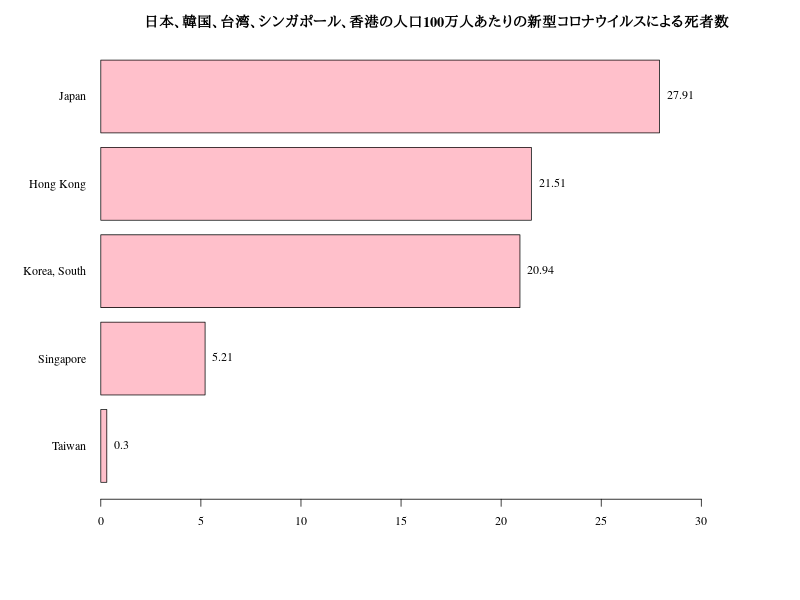 日本、韓国、台湾、シンガポール、香港の人口100万人あたりの新型コロナウイルスによる死者数
Japan 27.91
Hong Kong 21.51
Korea, South 20.94
Singapore 5.21
Taiwan 0.3
0 5 10 15 20 25 30